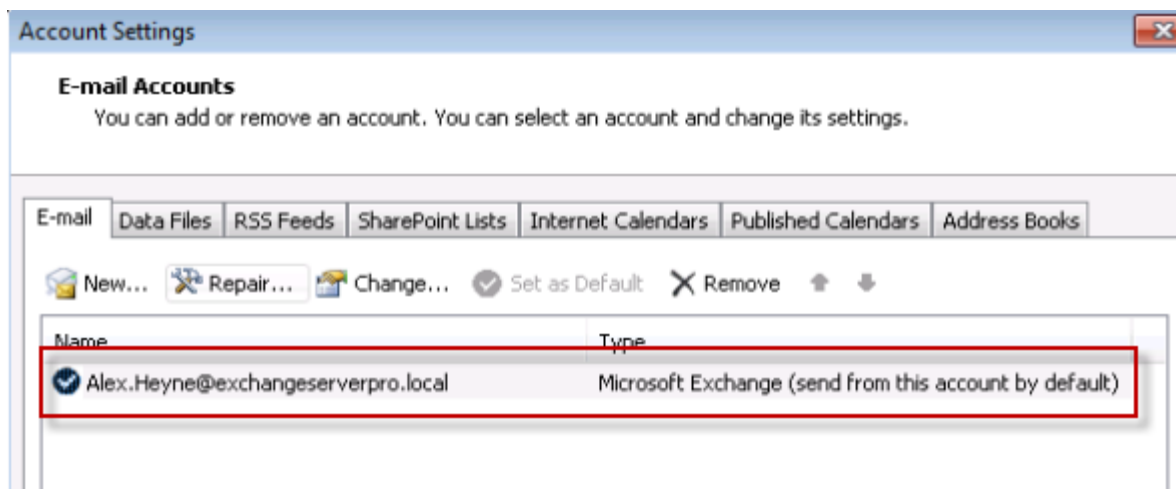 Account Settings
E-mail Accounts
You can add or remove an account. You can select an account and change its settings.
E-mail Data Files RSS Feeds SharePoint Lists Internet Calendars Published Calendars Address Books
New... Repair... Change... Set as Default Remove
Name Type
Alex.Heyne@exchangeserverpro.local Microsoft Exchange (send from this account by default)